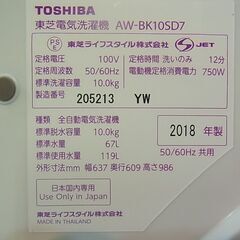 TOSHIBA
東芝電気洗濯機 AW-BK10SD7
東芝ライフスタイル株式会社 JET
定格電圧 100V 定格時間 洗いのみ 12分
定格周波数 50/60Hz 電動機定格消費電力 750W
標準洗濯容量 10.0kg
製造番号
205213 YW
種類 全自動電気洗濯機
標準脱水容量 10.0kg
標準水量 67L
標準使用水量 119L
外形寸法mm 幅637 奥行609 高さ986
2018 年製
50/60Hz 共用
日本国内専用
Use Only in Japan
東芝ライフスタイル株式会社
MADE IN THAILAND